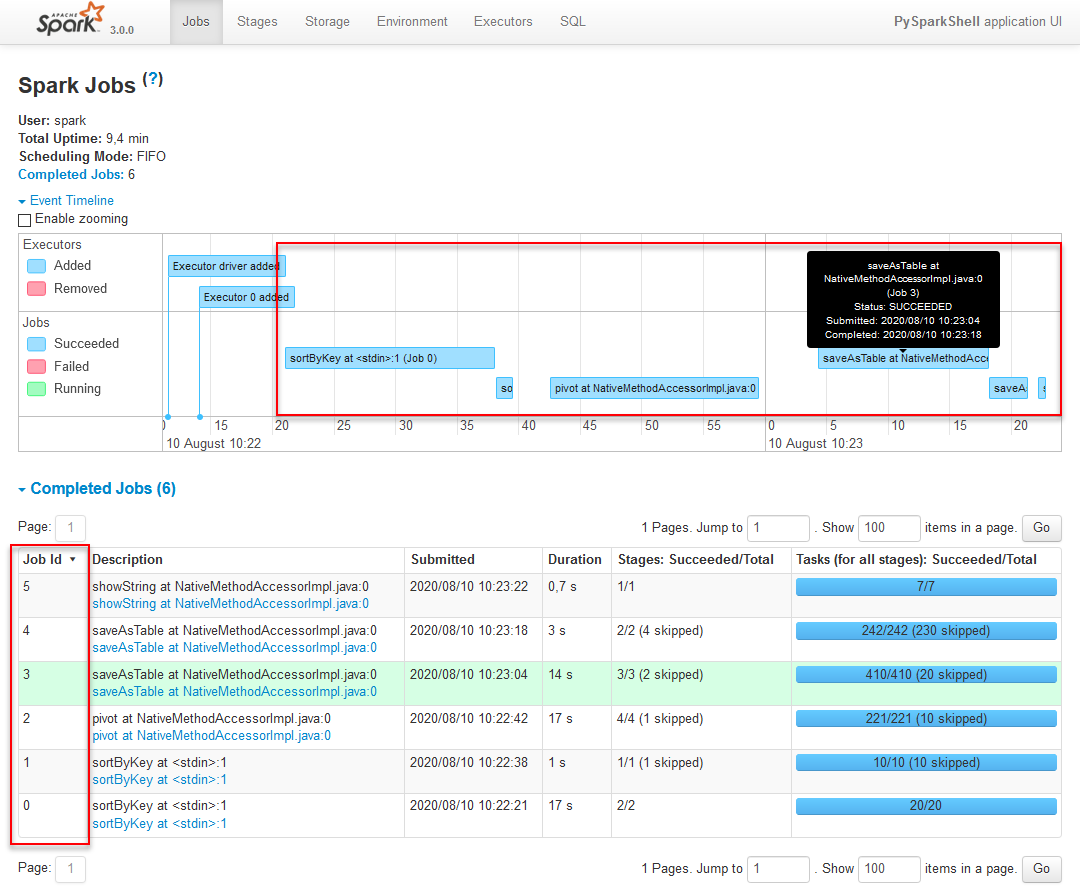 APACHE
Spark 3.0.0 Jobs Stages Storage Environment Executors SQL PySparkShell application UI
Spark Jobs (?)
User: spark
Total Uptime: 9,4 min
Scheduling Mode: FIFO
Completed Jobs: 6
Event Timeline
Enable zooming
Executors
Added
Removed
Executor driver added
Executor 0 added
Jobs
Succeeded
Failed
Running
saveAsTable at
NativeMethodAccessorImpl.java:0
(Job 3)
Status: SUCCEEDED
Submitted: 2020/08/10 10:23:04
Completed: 2020/08/10 10:23:18
sortByKey at <stdin>:1 (Job 0)
saveAsTable at NativeMethodAcce
so
pivot at NativeMethodAccessorImpl.java:0
saveA
s
0 15 20 25 30 35 40 45 50 55 0 5 10 15 20
10 August 10:22 10 August 10:23
Completed Jobs (6)
Page: 1 1 Pages. Jump to 1 . Show 100 items in a page. Go
Job Id ▾ Description Submitted Duration Stages: Succeeded/Total Tasks (for all stages): Succeeded/Total
5 showString at NativeMethodAccessorImpl.java:0 2020/08/10 10:23:22 0,7 s 1/1 7/7
showString at NativeMethodAccessorImpl.java:0
4 saveAsTable at NativeMethodAccessorImpl.java:0 2020/08/10 10:23:18 3 s 2/2 (4 skipped) 242/242 (230 skipped)
saveAsTable at NativeMethodAccessorImpl.java:0
3 saveAsTable at NativeMethodAccessorImpl.java:0 2020/08/10 10:23:04 14 s 3/3 (2 skipped) 410/410 (20 skipped)
saveAsTable at NativeMethodAccessorImpl.java:0
2 pivot at NativeMethodAccessorImpl.java:0 2020/08/10 10:22:42 17 s 4/4 (1 skipped) 221/221 (10 skipped)
pivot at NativeMethodAccessorImpl.java:0
1 sortByKey at <stdin>:1 2020/08/10 10:22:38 1 s 1/1 (1 skipped) 10/10 (10 skipped)
sortByKey at <stdin>:1
0 sortByKey at <stdin>:1 2020/08/10 10:22:21 17 s 2/2 20/20
sortByKey at <stdin>:1
Page: 1 1 Pages. Jump to 1 . Show 100 items in a page. Go